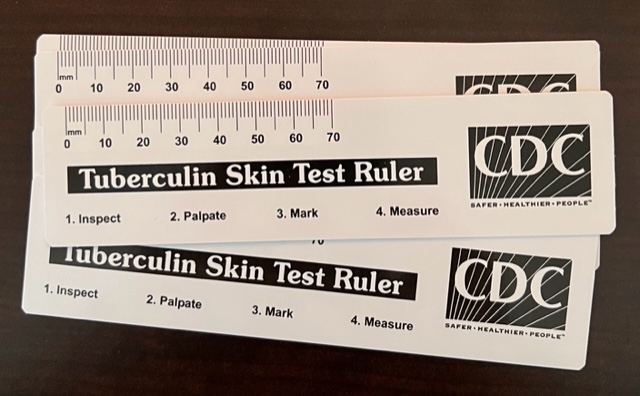 mm
0 10 20 30 40 50 60 70
CDC
mm
0 10 20 30 40 50 60 70
Tuberculin Skin Test Ruler
1. Inspect 2. Palpate 3. Mark 4. Measure
CDC
SAFER • HEALTHIER • PEOPLE™
70
Tuberculin Skin Test Ruler
1. Inspect 2. Palpate 3. Mark 4. Measure
CDC
SAFER • HEALTHIER • PEOPLE™